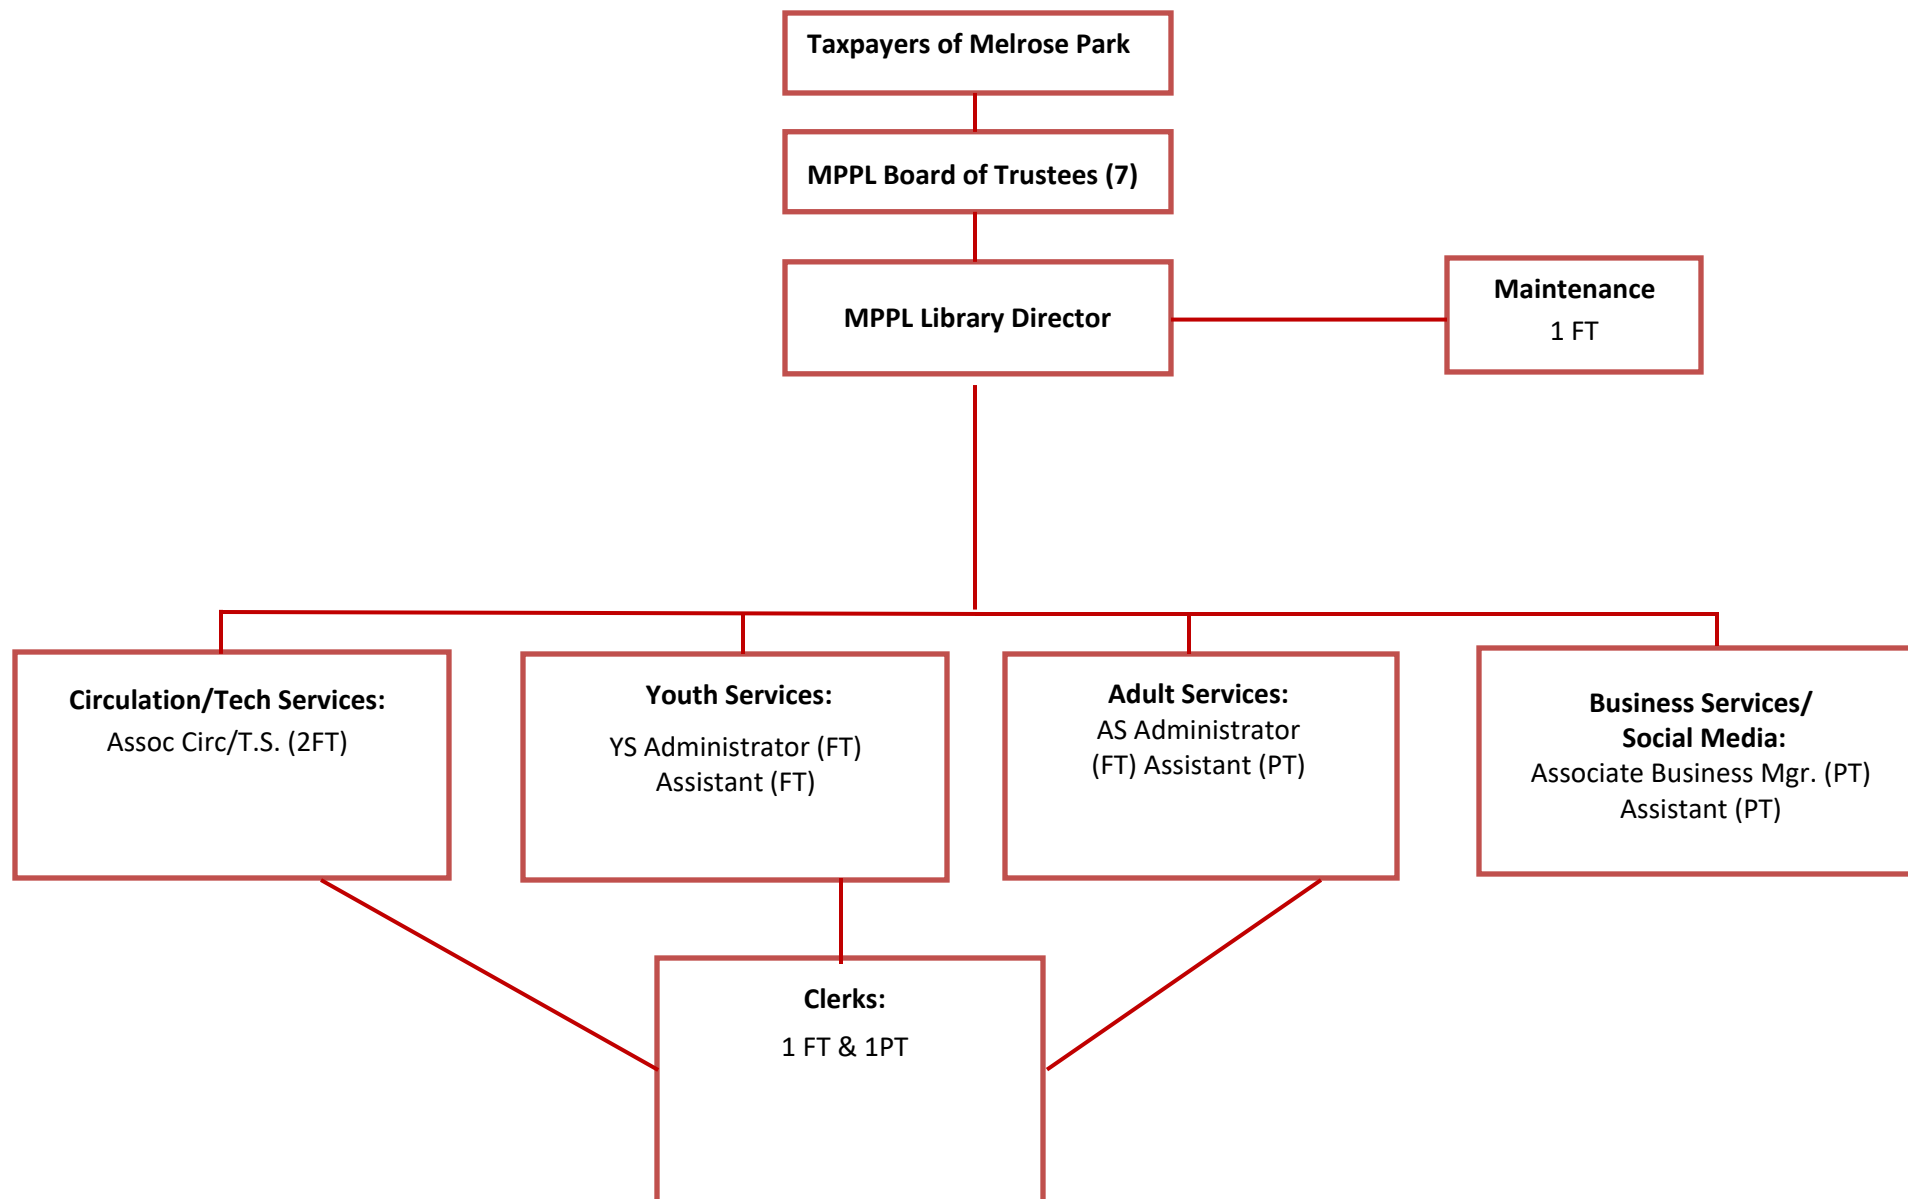 Taxpayers of Melrose Park
MPPL Board of Trustees (7)
MPPL Library Director
Maintenance
1 FT
Circulation/Tech Services:
Assoc Circ/T.S. (2FT)
Youth Services:
YS Administrator (FT)
Assistant (FT)
Adult Services:
AS Administrator
(FT) Assistant (PT)
Business Services/
Social Media:
Associate Business Mgr. (PT)
Assistant (PT)
Clerks:
1 FT & 1PT